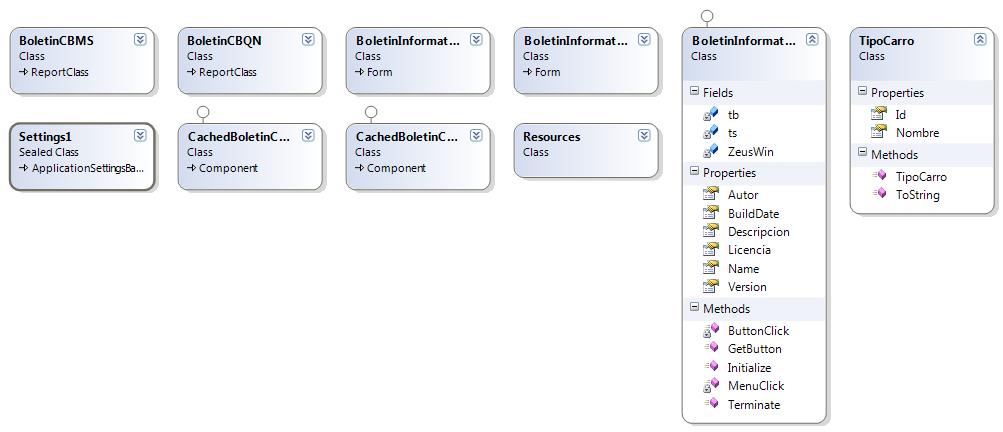 BoletinCBMS
Class
ReportClass
BoletinCBQN
Class
ReportClass
BoletinInformat...
Class
Form
BoletinInformat...
Class
Form
BoletinInformat...
Class
Fields
tb
ts
ZeusWin
Properties
Autor
BuildDate
Descripcion
Licencia
Name
Version
Methods
ButtonClick
GetButton
Initialize
MenuClick
Terminate
TipoCarro
Class
Properties
Id
Nombre
Methods
TipoCarro
ToString
Settings1
Sealed Class
ApplicationSettingsBa...
CachedBoletinC...
Class
Component
CachedBoletinC...
Class
Component
Resources
Class